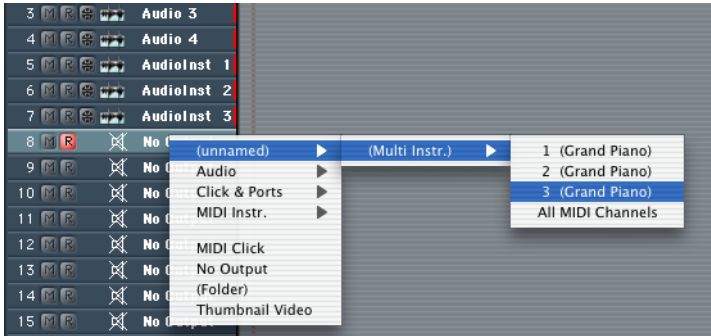 3 M R Audio 3
4 M R Audio 4
5 M R AudioInst 1
6 M R AudioInst 2
7 M R AudioInst 3
8 M R No
9 M R No
10 M R No
11 M R No
12 M R No
13 M R No
14 M R No
15 M R No
(unnamed)
Audio
Click & Ports
MIDI Instr.
MIDI Click
No Output
(Folder)
Thumbnail Video
(Multi Instr.)
1 (Grand Piano)
2 (Grand Piano)
3 (Grand Piano)
All MIDI Channels